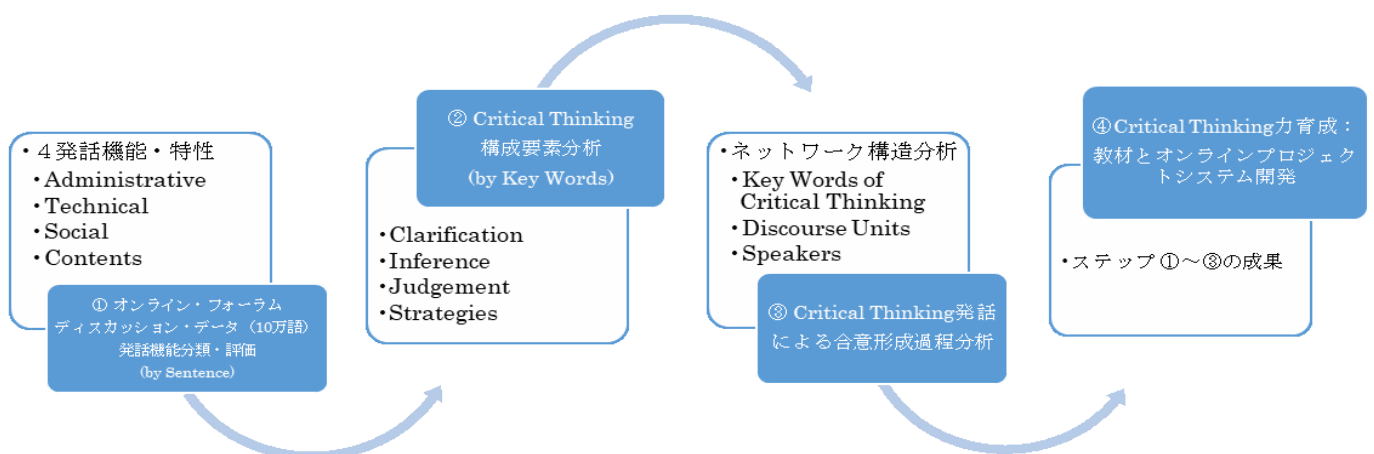 ・４発話機能・特性
・Administrative
・Technical
・Social
・Contents
① オンライン・フォーラム
ディスカッション・データ（10万語）
発話機能分類・評価
(by Sentence)
② Critical Thinking
構成要素分析
(by Key Words)
・Clarification
・Inference
・Judgement
・Strategies
・ネットワーク構造分析
・Key Words of
Critical Thinking
・Discourse Units
・Speakers
③ Critical Thinking発話
による合意形成過程分析
④Critical Thinking力育成：
教材とオンラインプロジェク
トシステム開発
・ステップ①～③の成果